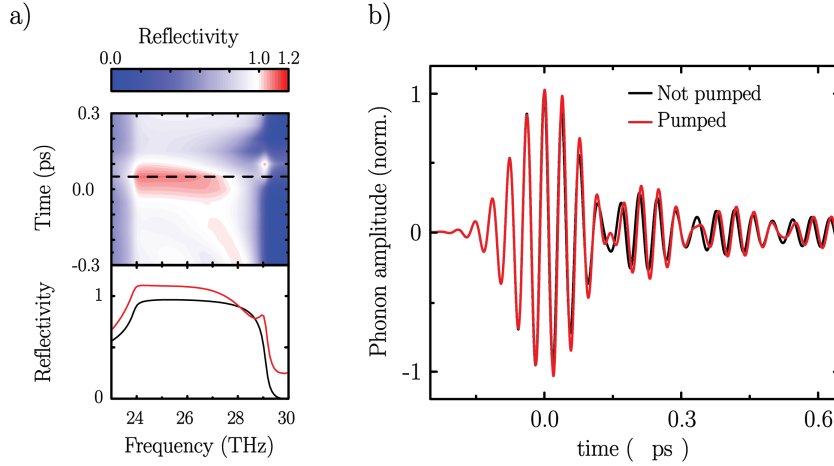 a)
Reflectivity
0.0 1.0 1.2
0.3
0.0
-0.3
Time (ps)
1
0
Reflectivity
24 26 28 30
Frequency (THz)
b)
Not pumped
Pumped
1
0
-1
Phonon amplitude (norm.)
0.0 0.3 0.6
time ( ps )